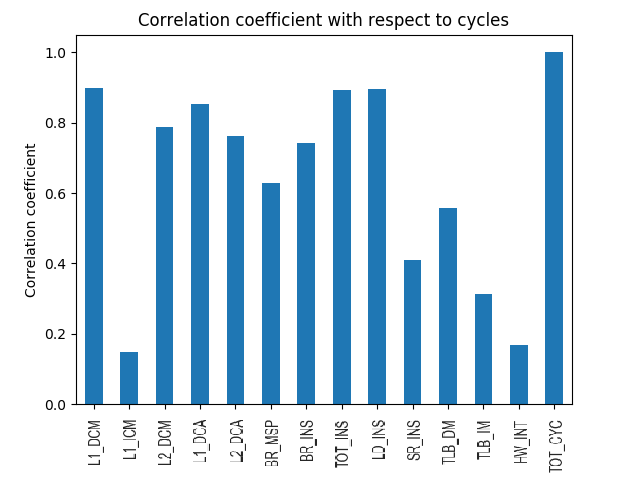 Correlation coefficient with respect to cycles
Correlation coefficient
1.0
0.8
0.6
0.4
0.2
0.0
L1_DCM
L1_ICM
L2_DCM
L1_DCA
L2_DCA
BR_MSP
BR_INS
TOT_INS
LD_INS
SR_INS
TLB_DM
TLB_IM
HW_INT
TOT_CYC